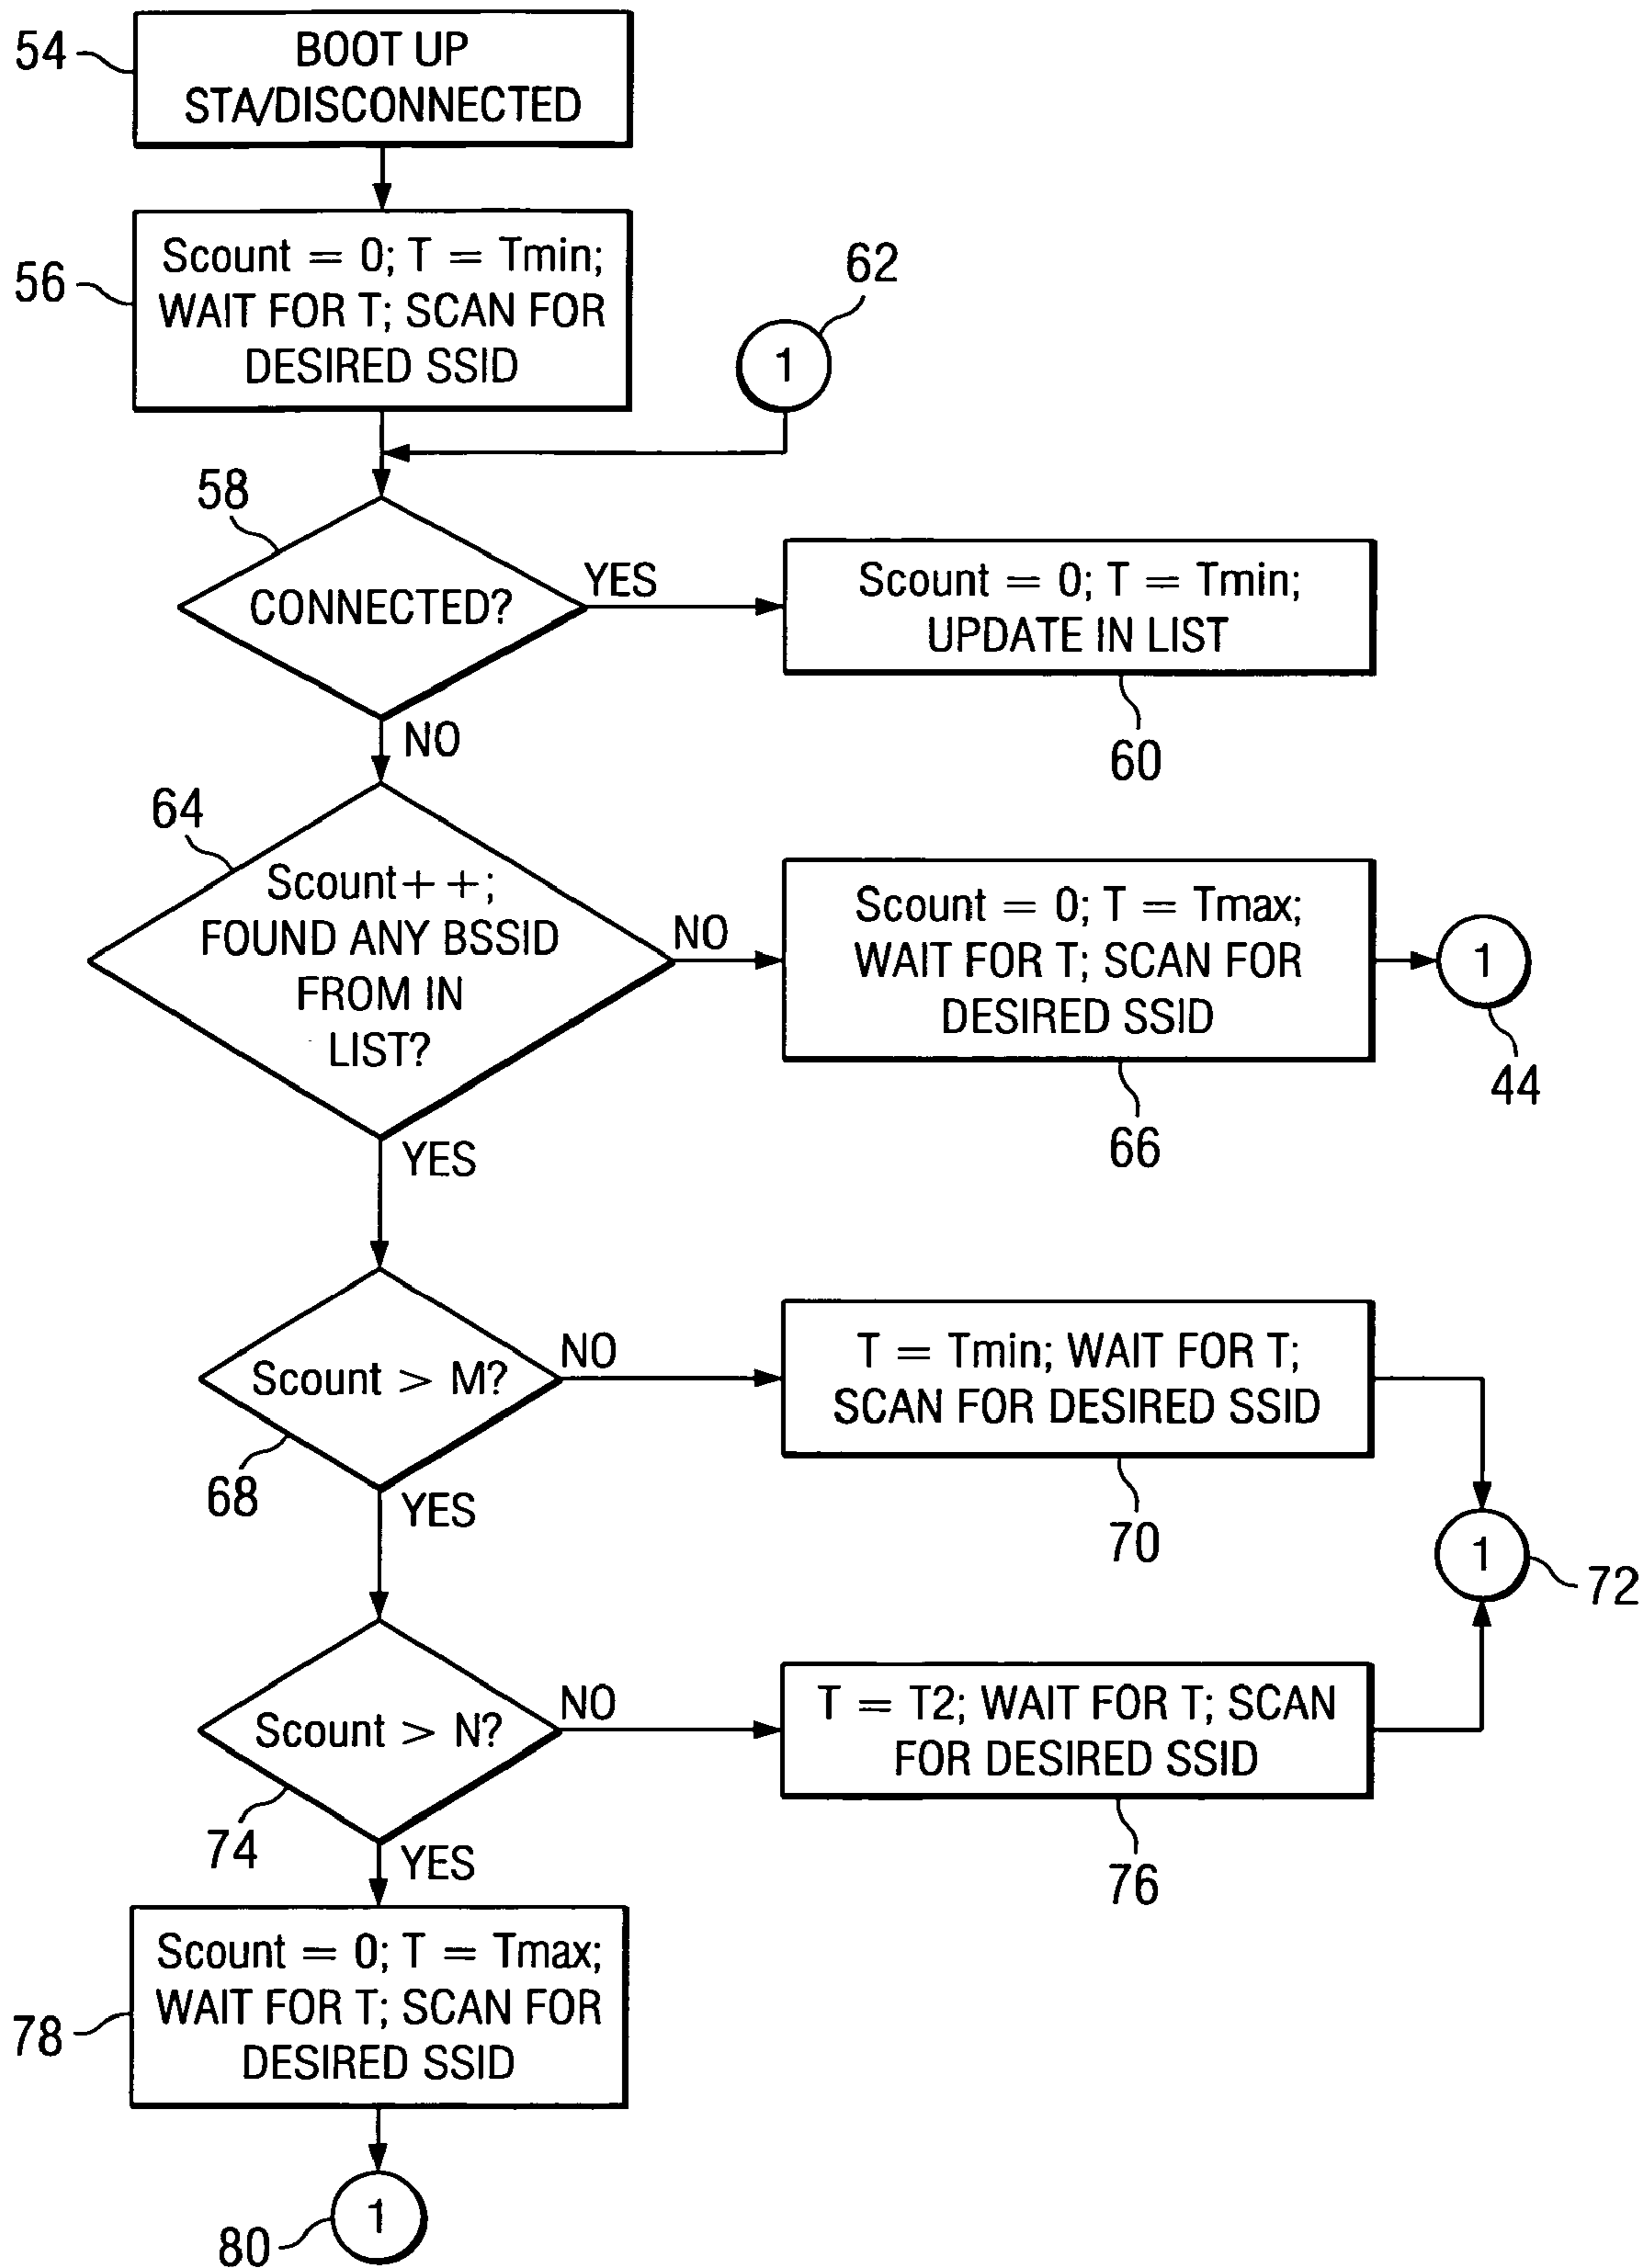 54
BOOT UP
STA/DISCONNECTED
56
Scount = 0; T = Tmin;
WAIT FOR T; SCAN FOR
DESIRED SSID
62
1
58
CONNECTED?
YES
Scount = 0; T = Tmin;
UPDATE IN LIST
60
NO
64
Scount++;
FOUND ANY BSSID
FROM IN
LIST?
NO
Scount = 0; T = Tmax;
WAIT FOR T; SCAN FOR
DESIRED SSID
66
1
44
YES
Scount > M?
68
NO
T = Tmin; WAIT FOR T;
SCAN FOR DESIRED SSID
70
1
72
YES
Scount > N?
74
NO
T = T2; WAIT FOR T; SCAN
FOR DESIRED SSID
76
YES
Scount = 0; T = Tmax;
WAIT FOR T; SCAN FOR
DESIRED SSID
78
1
80